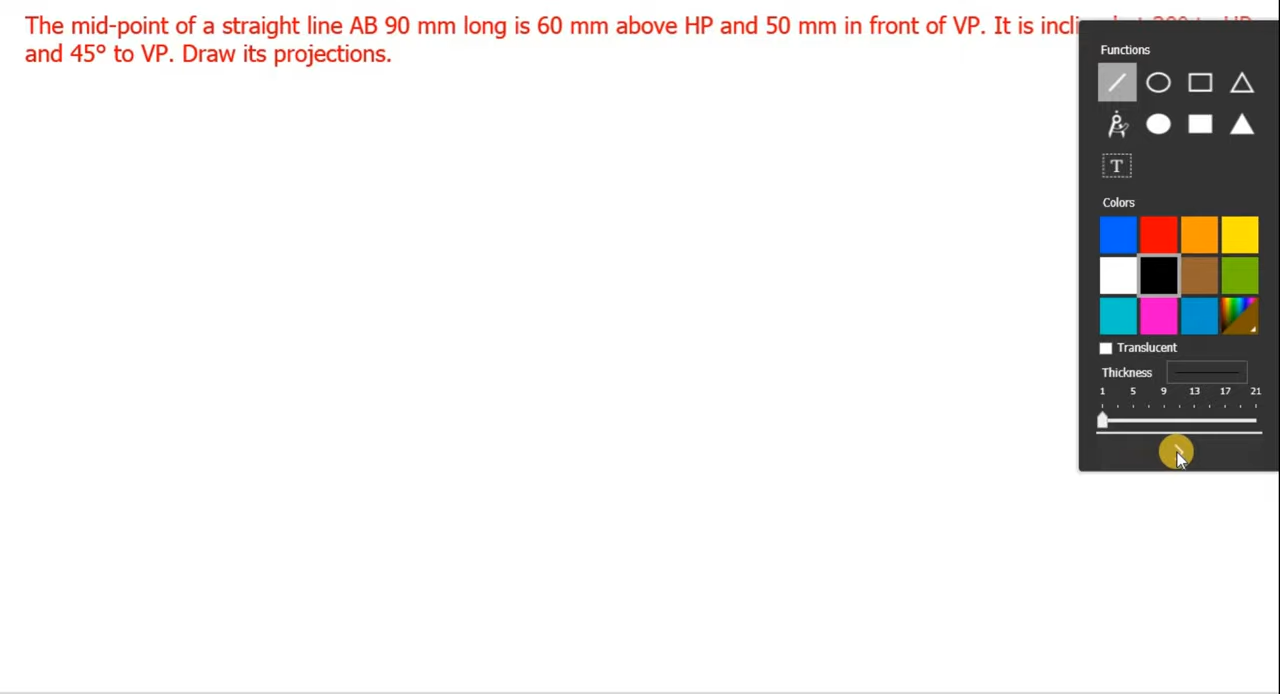 The mid-point of a straight line AB 90 mm long is 60 mm above HP and 50 mm in front of VP. It is
and 45° to VP. Draw its projections.
Functions
T
Colors
Translucent
Thickness
1 5 9 13 17 21